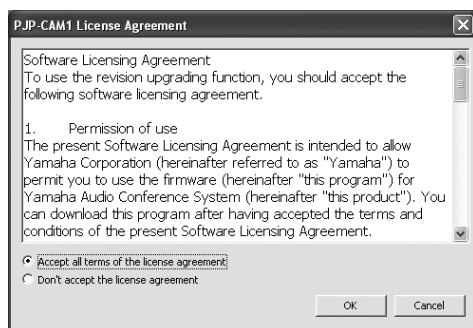 PJP-CAM1 License Agreement
Software Licensing Agreement
To use the revision upgrading function, you should accept the
following software licensing agreement.
1. Permission of use
The present Software Licensing Agreement is intended to allow
Yamaha Corporation (hereinafter referred to as "Yamaha") to
permit you to use the firmware (hereinafter "this program") for
Yamaha Audio Conference System (hereinafter "this product"). You
can download this program after having accepted the terms and
conditions of the present Software Licensing Agreement.
Accept all terms of the license agreement
Don't accept the license agreement
OK Cancel